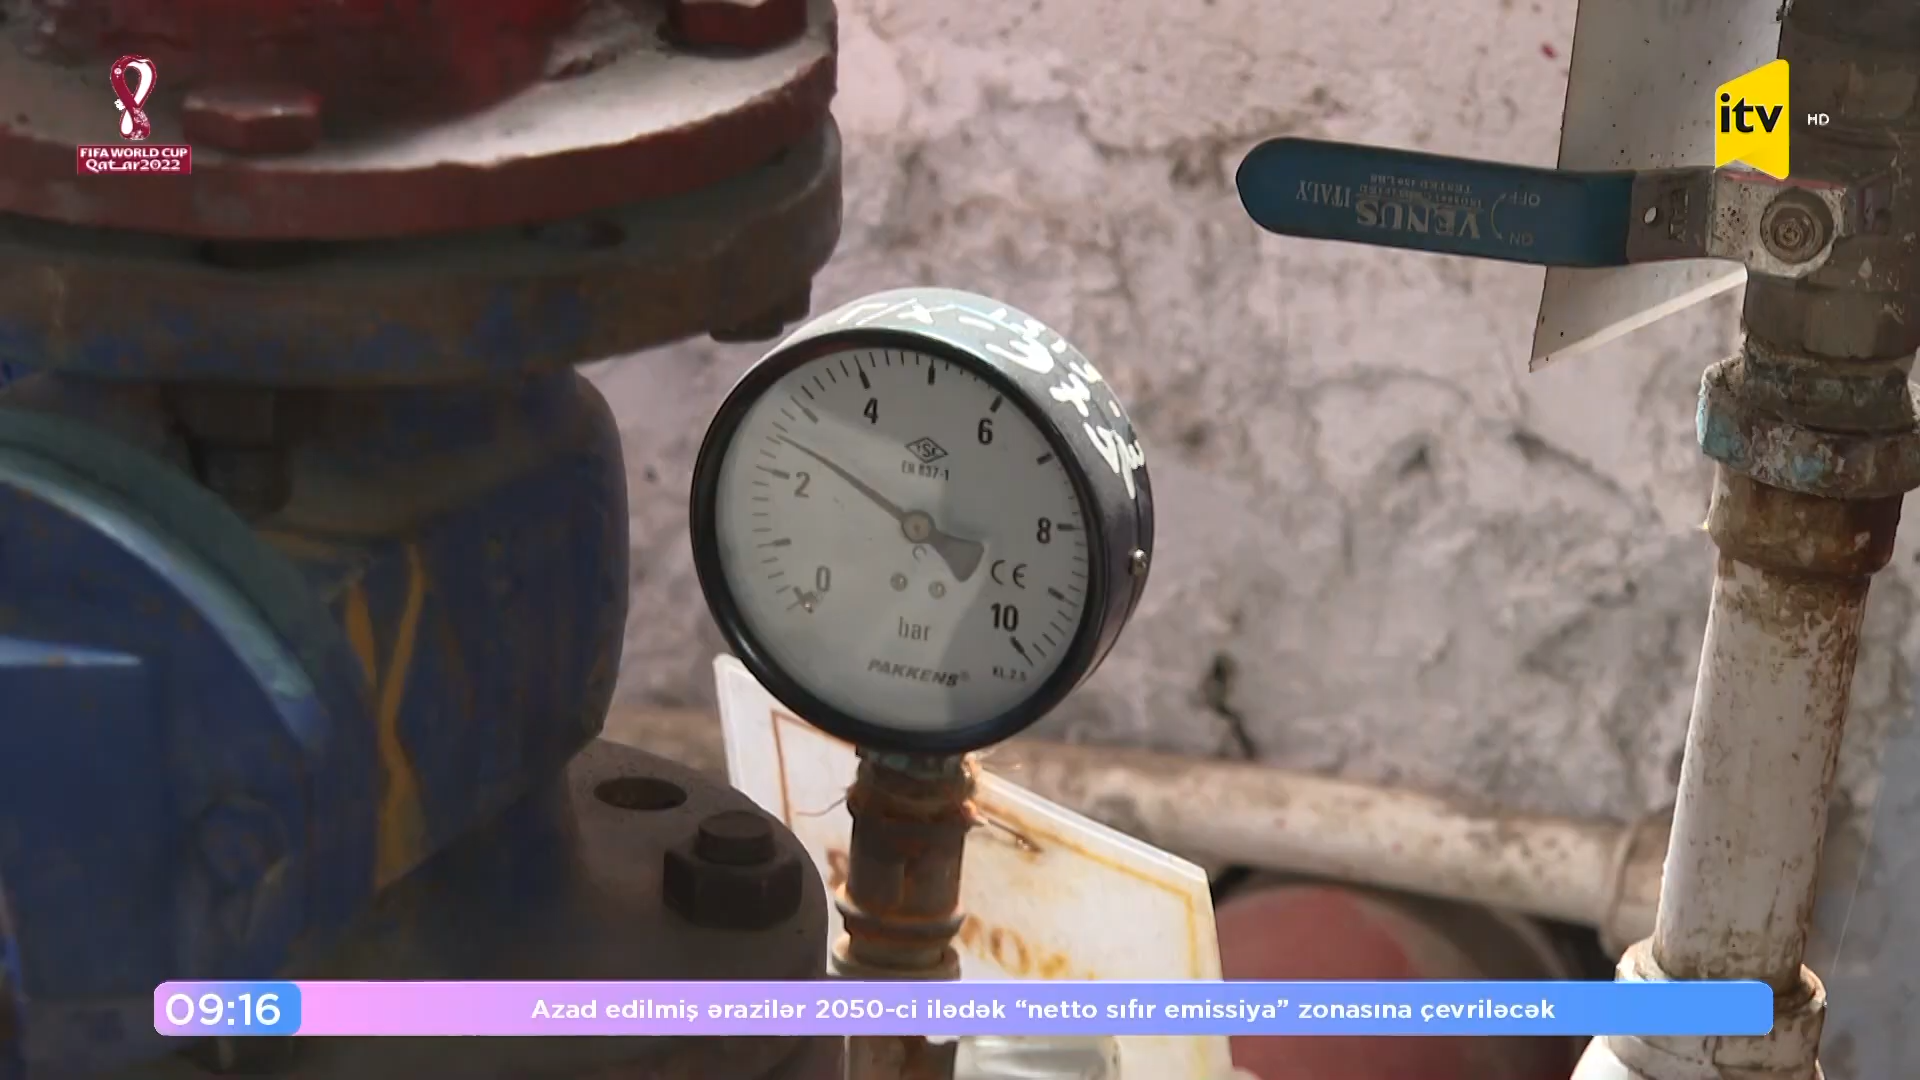 FIFA WORLD CUP
Qatar2022
itv HD
OFF
ON
VENUS
ITALY
TESTED
4
6
TSE
EN 837-1
2
8
0
CE
10
bar
PAKKENS®
KL.2.5
09:16
Azad edilmiş ərazilər 2050-ci ilədək “netto sıfır emissiya” zonasına çevriləcək